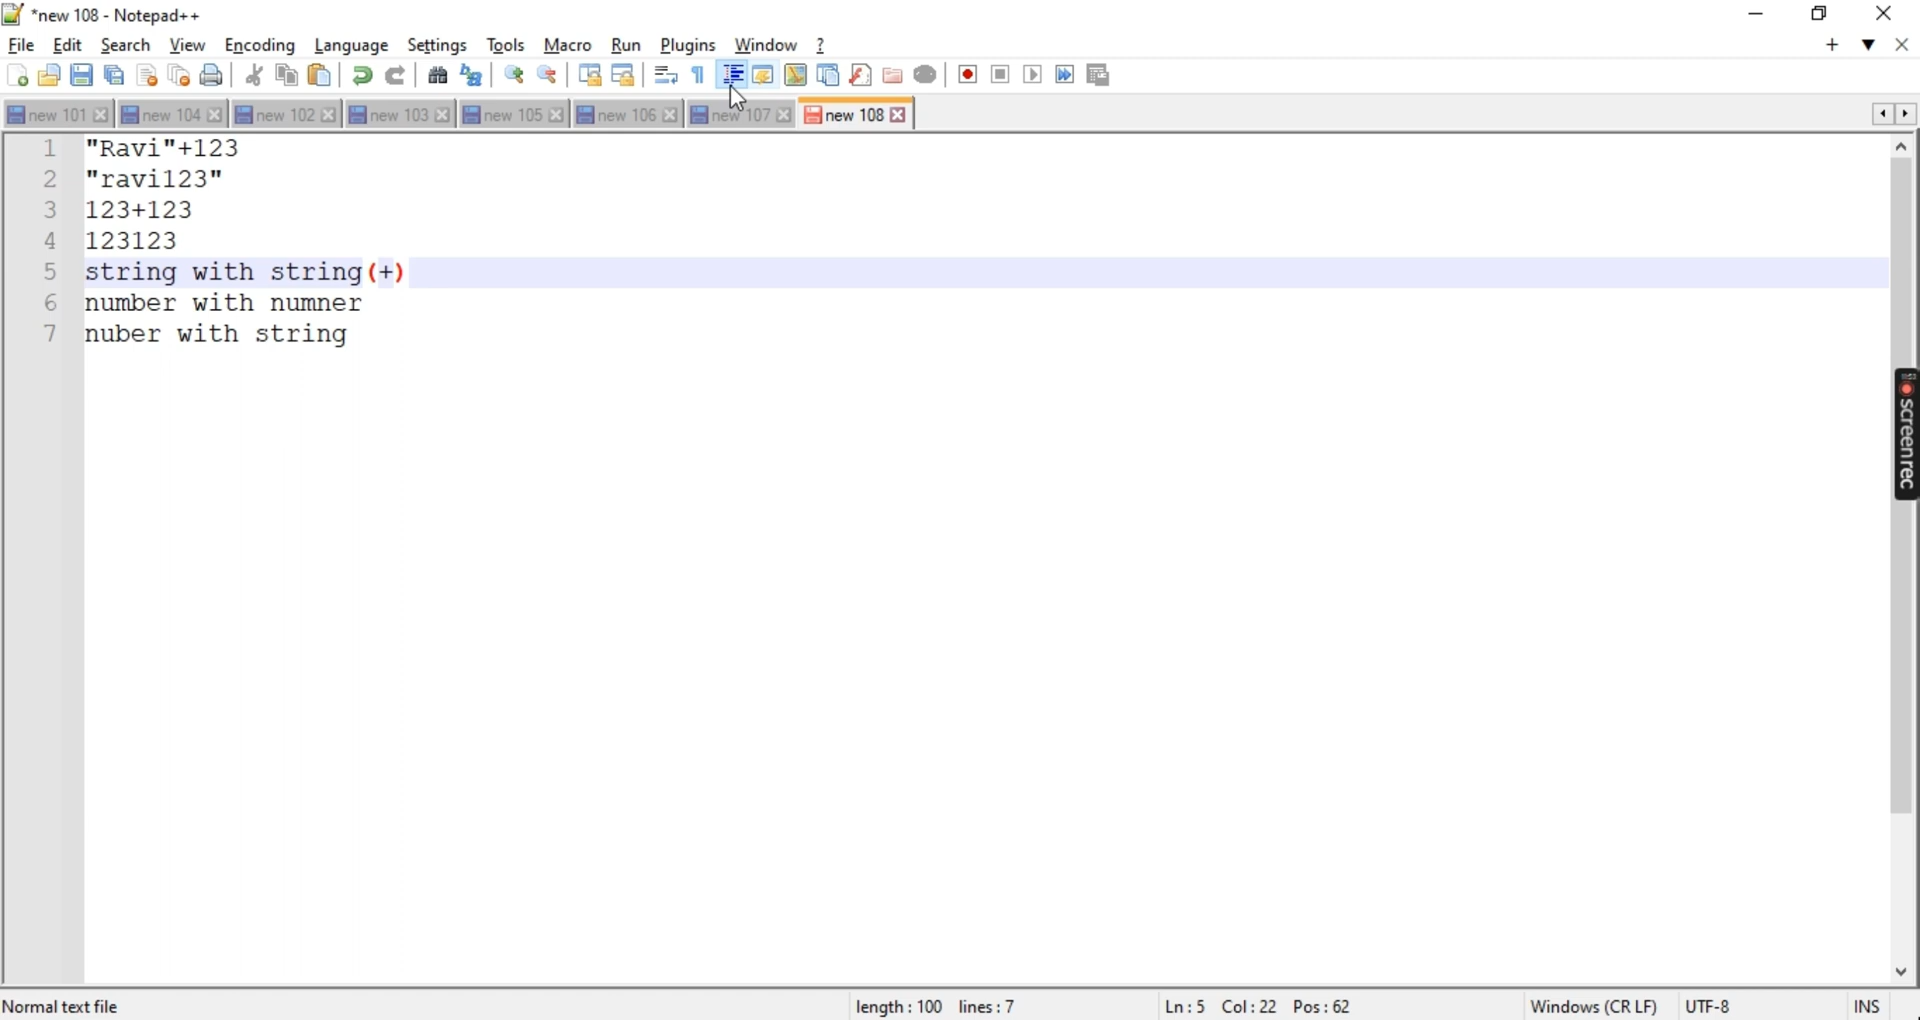 *new 108 - Notepad++
File Edit Search View Encoding Language Settings Tools Macro Run Plugins Window ?
new 101 new 104 new 102 new 103 new 105 new 106 new 107 new 108
1 "Ravi"+123
2 "ravi123"
3 123+123
4 123123
5 string with string(+)
6 number with numner
7 nuber with string
screenrec
Normal text file length : 100 lines : 7 Ln : 5 Col : 22 Pos : 62 Windows (CR LF) UTF-8 INS